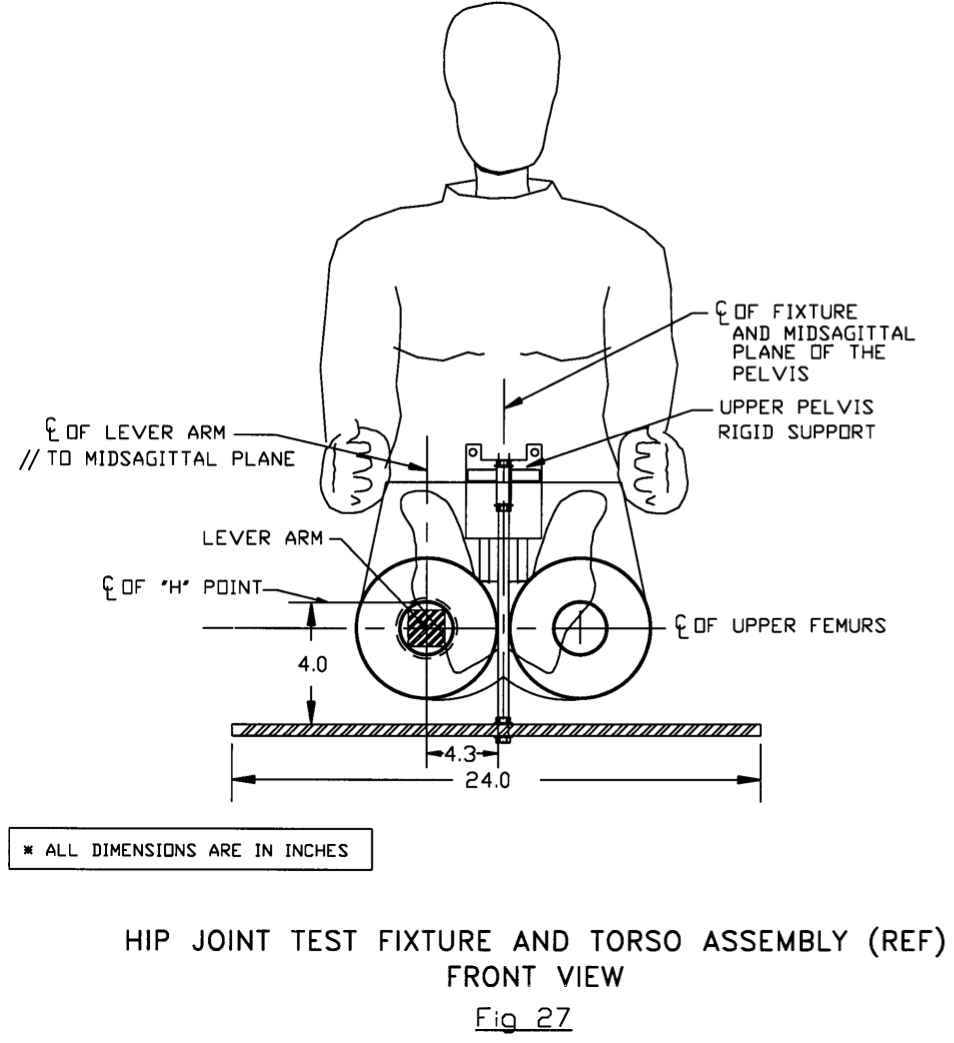 ℄ OF FIXTURE
AND MIDSAGITTAL
PLANE OF THE
PELVIS
UPPER PELVIS
RIGID SUPPORT
℄ OF LEVER ARM
// TO MIDSAGITTAL PLANE
LEVER ARM
℄ OF "H" POINT
℄ OF UPPER FEMURS
4.0
4.3
24.0
* ALL DIMENSIONS ARE IN INCHES
HIP JOINT TEST FIXTURE AND TORSO ASSEMBLY (REF)
FRONT VIEW
Fig 27